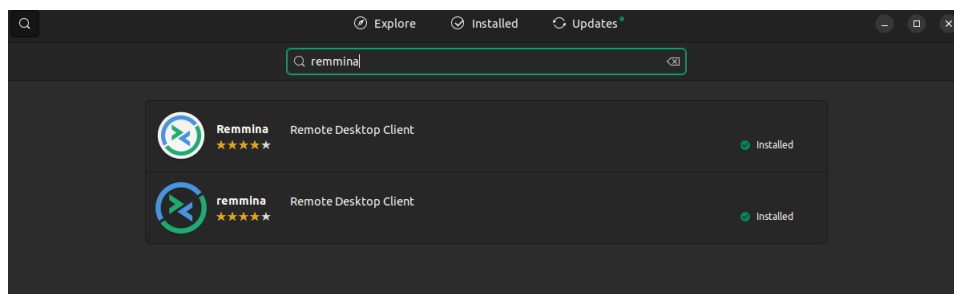 Explore Installed Updates
remmina
Remmina Remote Desktop Client
Installed
remmina Remote Desktop Client
Installed